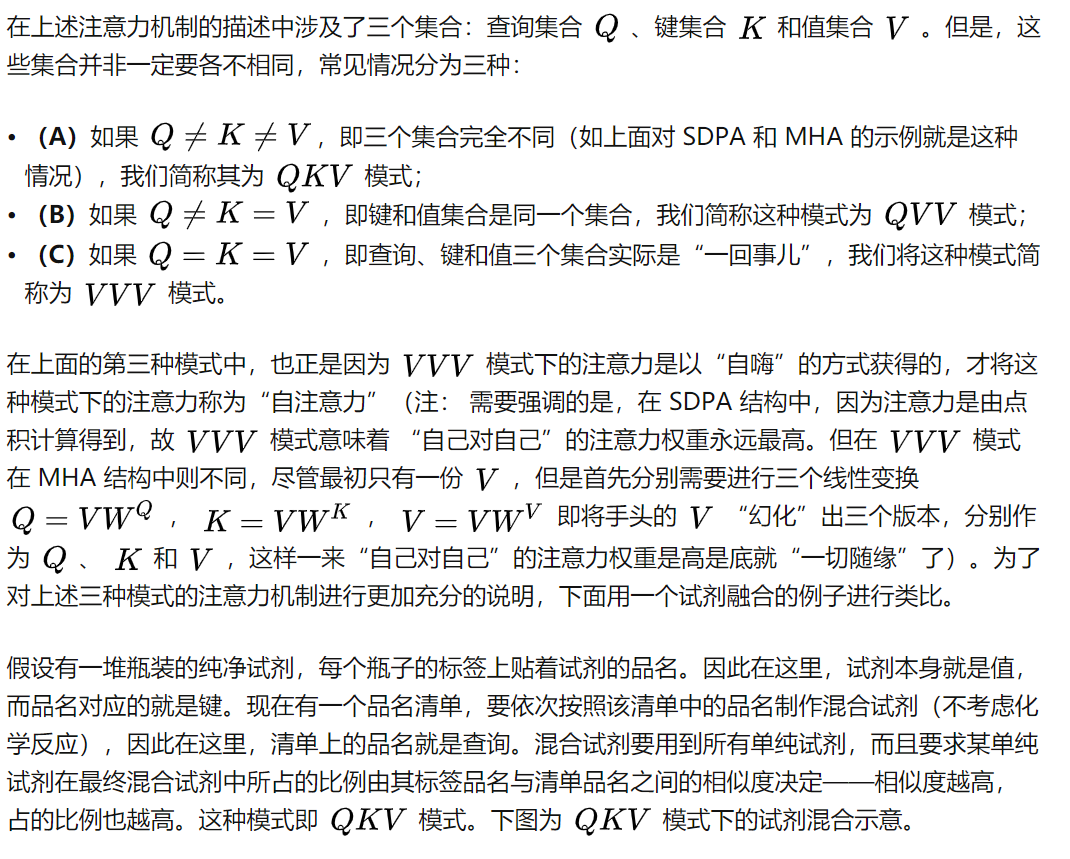 在上述注意力机制的描述中涉及了三个集合：查询集合 Q 、键集合 K 和值集合 V 。但是，这
些集合并非一定要各不相同，常见情况分为三种：
• （A）如果 Q ≠ K ≠ V ，即三个集合完全不同（如上面对 SDPA 和 MHA 的示例就是这种
情况），我们简称其为 QKV 模式；
• （B）如果 Q ≠ K = V ，即键和值集合是同一个集合，我们简称这种模式为 QVV 模式；
• （C）如果 Q = K = V ，即查询、键和值三个集合实际是“一回事儿”，我们将这种模式简
称为 VVV 模式。
在上面的第三种模式中，也正是因为 VVV 模式下的注意力是以“自嗨”的方式获得的，才将这
种模式下的注意力称为“自注意力”（注： 需要强调的是，在 SDPA 结构中，因为注意力是由点
积计算得到，故 VVV 模式意味着 “自己对自己”的注意力权重永远最高。但在 VVV 模式
在 MHA 结构中则不同，尽管最初只有一份 V ，但是首先分别需要进行三个线性变换
Q = VW^Q ， K = VW^K ， V = VW^V 即将手头的 V “幻化”出三个版本，分别作
为 Q 、 K 和 V ，这样一来“自己对自己”的注意力权重是高是底就“一切随缘”了）。为了
对上述三种模式的注意力机制进行更加充分的说明，下面用一个试剂融合的例子进行类比。
假设有一堆瓶装的纯净试剂，每个瓶子的标签上贴着试剂的品名。因此在这里，试剂本身就是值，
而品名对应的就是键。现在有一个品名清单，要依次按照该清单中的品名制作混合试剂（不考虑化
学反应），因此在这里，清单上的品名就是查询。混合试剂要用到所有单纯试剂，而且要求某单纯
试剂在最终混合试剂中所占的比例由其标签品名与清单品名之间的相似度决定——相似度越高，
占的比例也越高。这种模式即 QKV 模式。下图为 QKV 模式下的试剂混合示意。